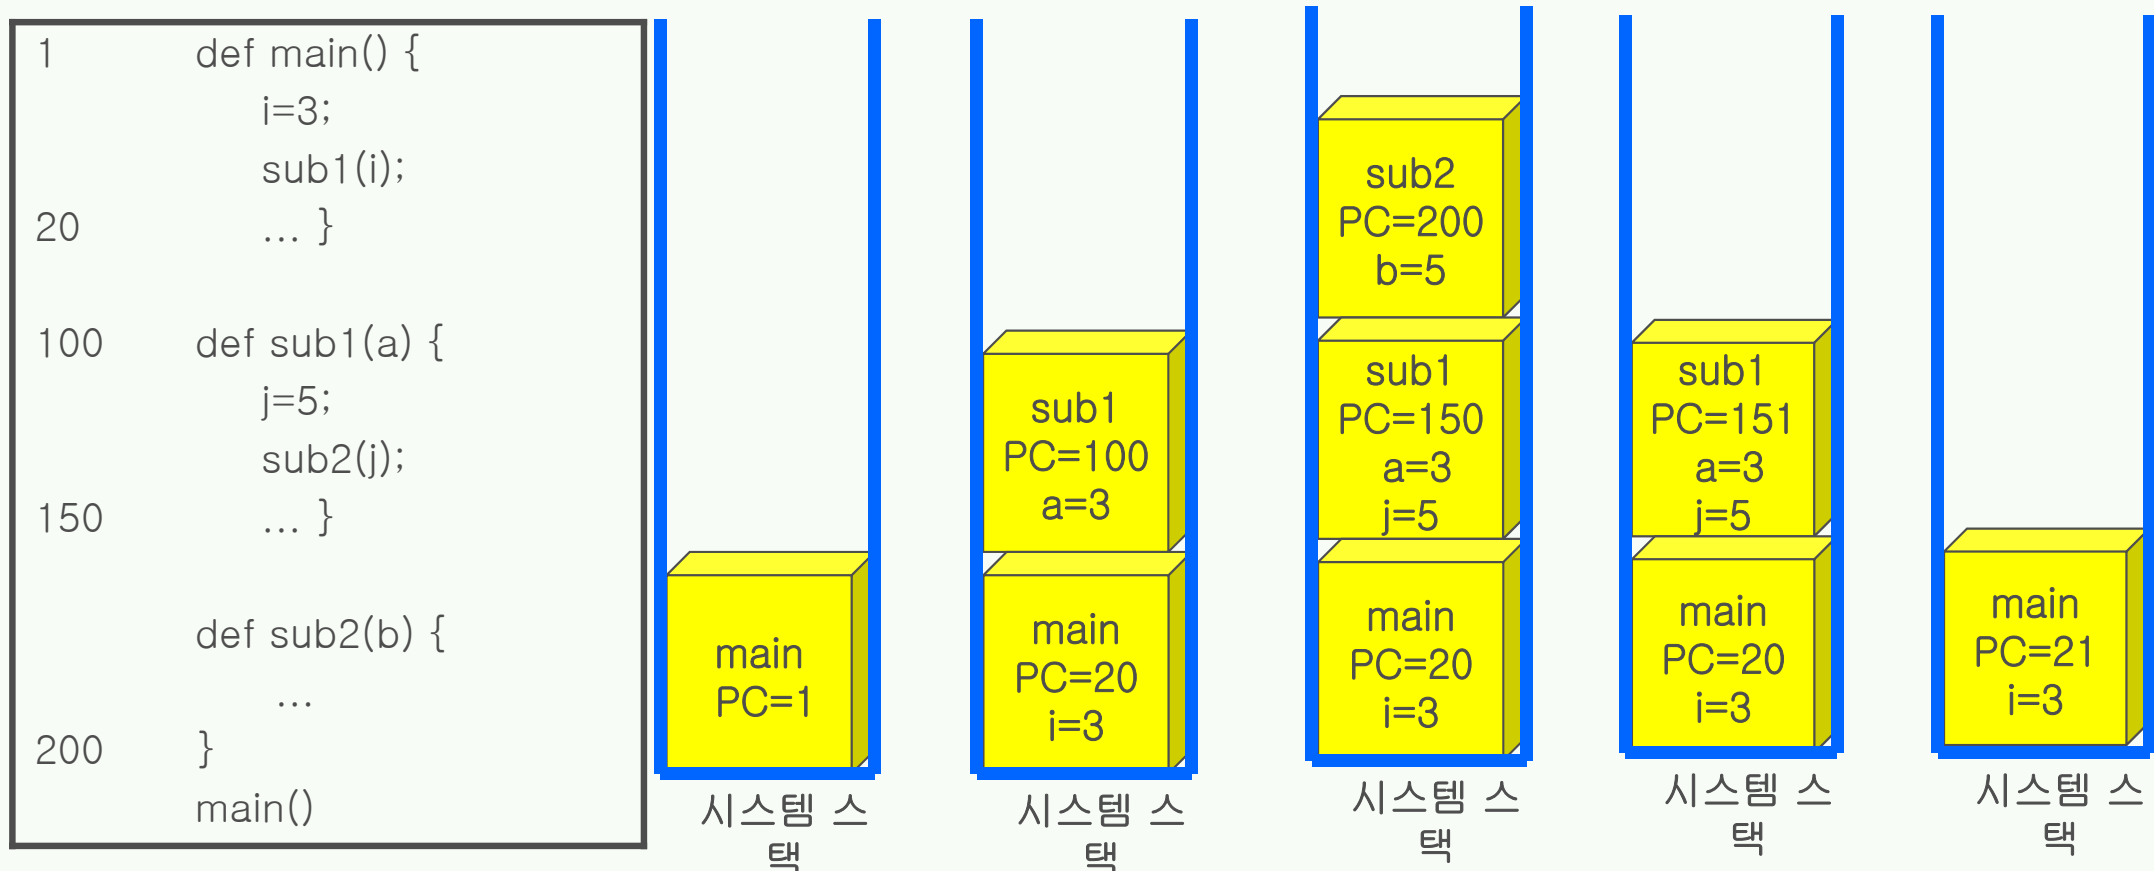 1 def main() {
i=3;
sub1(i);
20 ... }
100 def sub1(a) {
j=5;
sub2(j);
150 ... }
def sub2(b) {
...
200 }
main()
main
PC=1
시스템 스
택
sub1
PC=100
a=3
main
PC=20
i=3
시스템 스
택
sub2
PC=200
b=5
sub1
PC=150
a=3
j=5
main
PC=20
i=3
시스템 스
택
sub1
PC=151
a=3
j=5
main
PC=20
i=3
시스템 스
택
main
PC=21
i=3
시스템 스
택